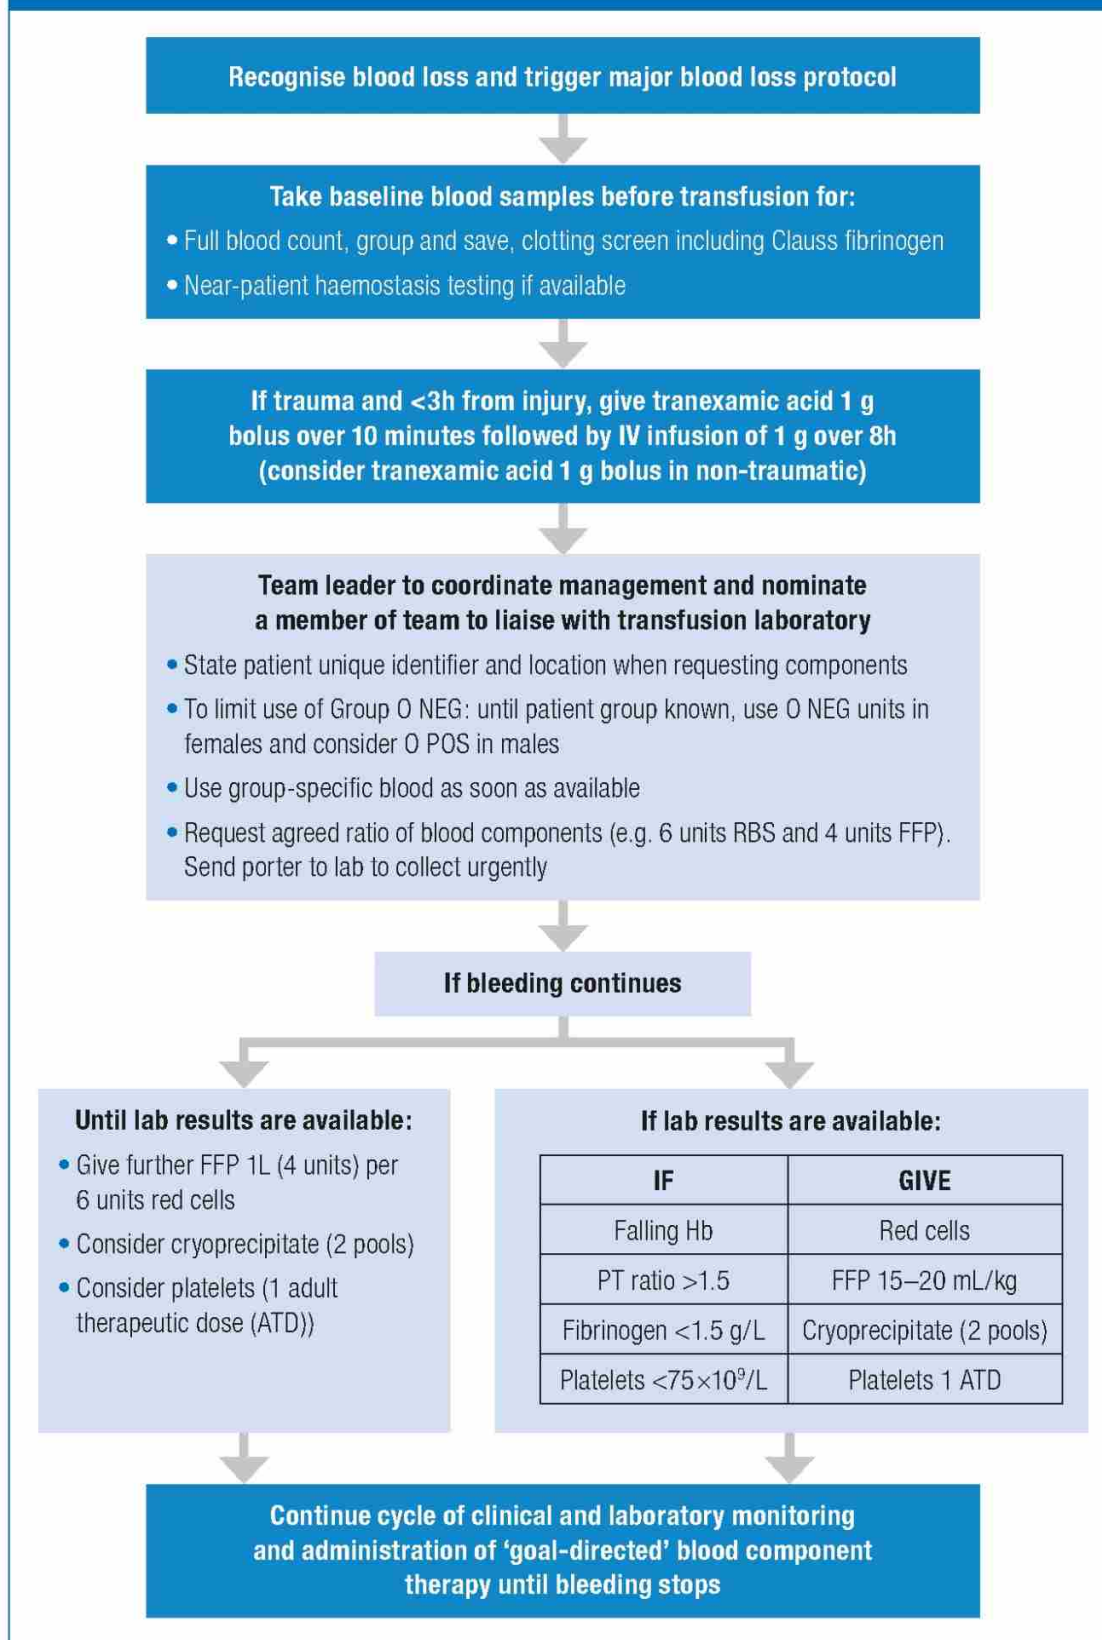 Recognise blood loss and trigger major blood loss protocol
Take baseline blood samples before transfusion for:
• Full blood count, group and save, clotting screen including Clauss fibrinogen
• Near-patient haemostasis testing if available
If trauma and <3h from injury, give tranexamic acid 1 g
bolus over 10 minutes followed by IV infusion of 1 g over 8h
(consider tranexamic acid 1 g bolus in non-traumatic)
Team leader to coordinate management and nominate
a member of team to liaise with transfusion laboratory
• State patient unique identifier and location when requesting components
• To limit use of Group O NEG: until patient group known, use O NEG units in
females and consider O POS in males
• Use group-specific blood as soon as available
• Request agreed ratio of blood components (e.g. 6 units RBS and 4 units FFP).
Send porter to lab to collect urgently
If bleeding continues
Until lab results are available:
• Give further FFP 1L (4 units) per
6 units red cells
• Consider cryoprecipitate (2 pools)
• Consider platelets (1 adult
therapeutic dose (ATD))
If lab results are available:
IF GIVE
Falling Hb Red cells
PT ratio >1.5 FFP 15–20 mL/kg
Fibrinogen <1.5 g/L Cryoprecipitate (2 pools)
Platelets <75×10⁹/L Platelets 1 ATD
Continue cycle of clinical and laboratory monitoring
and administration of ‘goal-directed’ blood component
therapy until bleeding stops